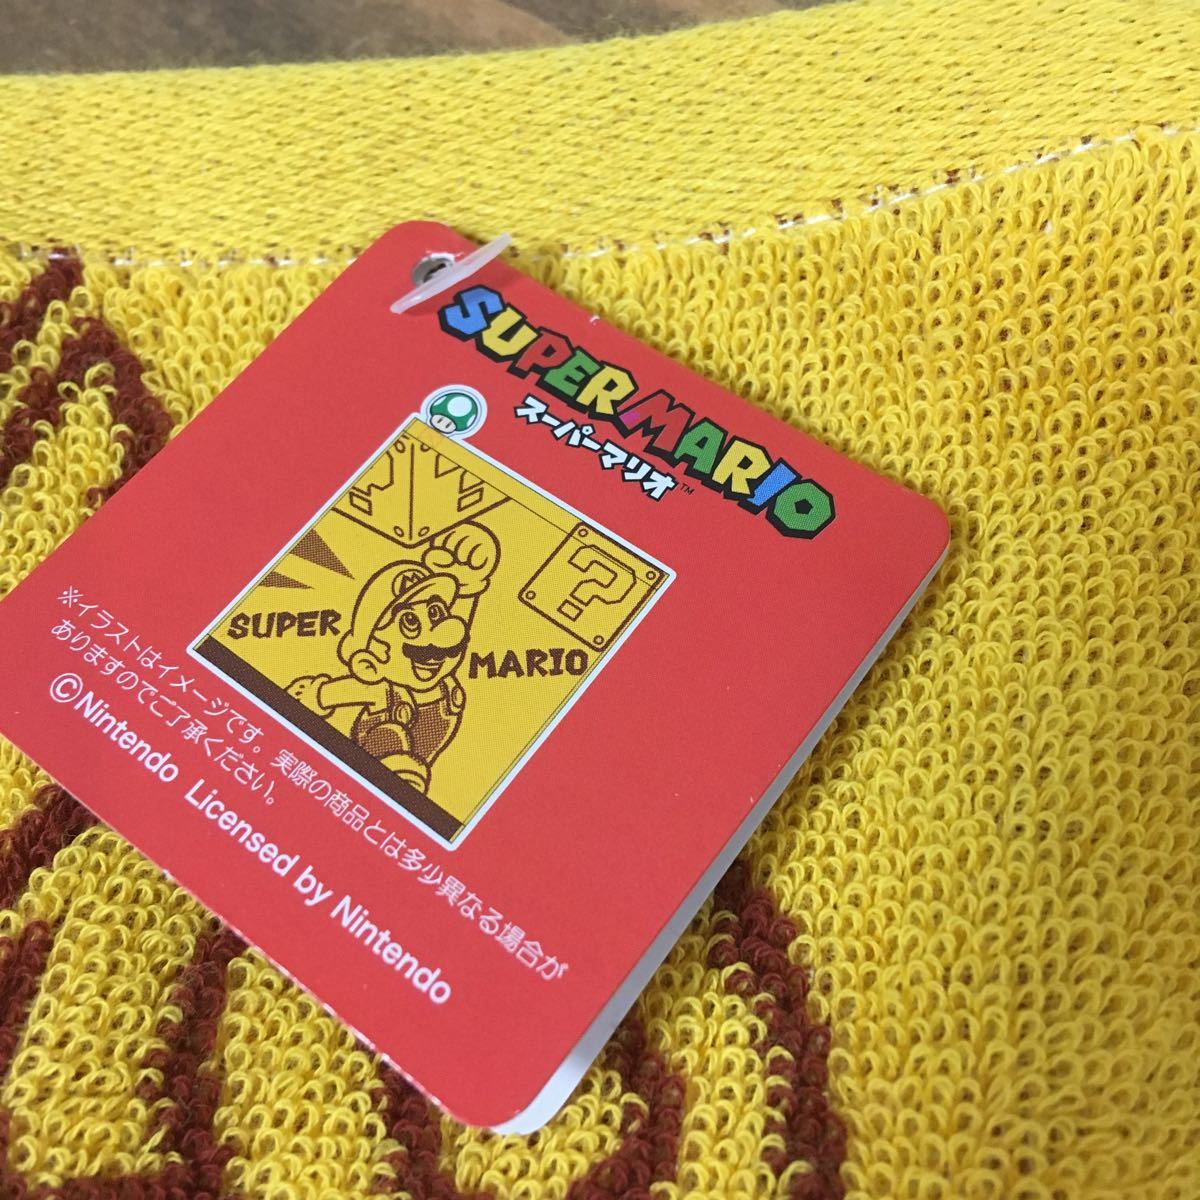 SUPER MARIO
スーパーマリオ™
?
M
SUPER MARIO
※イラストはイメージです。実際の商品とは多少異なる場合が
ありますのでご了承ください。
©Nintendo Licensed by Nintendo